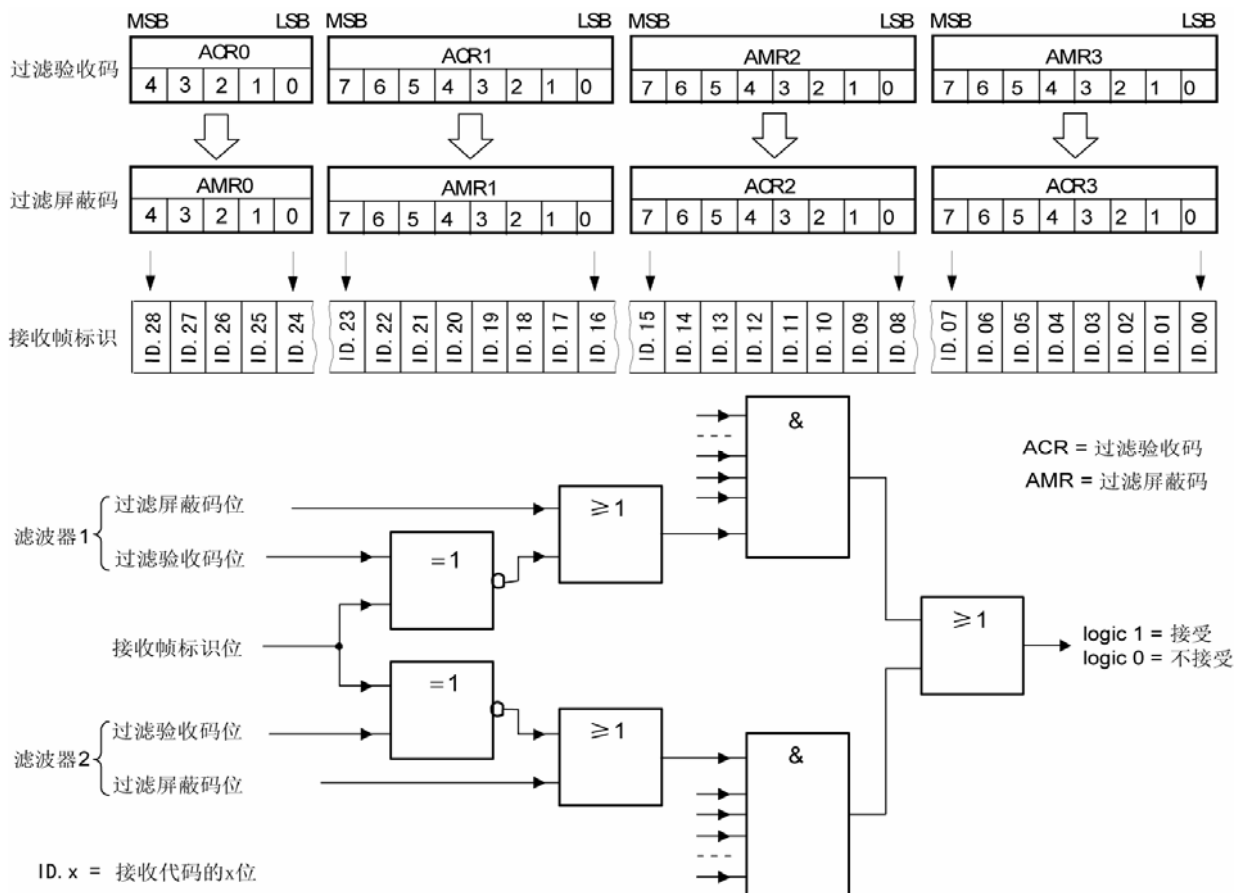 MSB LSB MSB LSB MSB LSB MSB LSB
过滤验收码 ACR0 ACR1 AMR2 AMR3
4 3 2 1 0 7 6 5 4 3 2 1 0 7 6 5 4 3 2 1 0 7 6 5 4 3 2 1 0
过滤屏蔽码 AMR0 AMR1 ACR2 ACR3
4 3 2 1 0 7 6 5 4 3 2 1 0 7 6 5 4 3 2 1 0 7 6 5 4 3 2 1 0
接收帧标识 ID.28 ID.27 ID.26 ID.25 ID.24 ID.23 ID.22 ID.21 ID.20 ID.19 ID.18 ID.17 ID.16 ID.15 ID.14 ID.13 ID.12 ID.11 ID.10 ID.09 ID.08 ID.07 ID.06 ID.05 ID.04 ID.03 ID.02 ID.01 ID.00
&
ACR = 过滤验收码
AMR = 过滤屏蔽码
滤波器1
过滤屏蔽码位
过滤验收码位
≥1
=1
接收帧标识位
≥1
logic 1 = 接受
logic 0 = 不接受
=1
滤波器2
过滤验收码位
过滤屏蔽码位
≥1
&
ID.x = 接收代码的x位